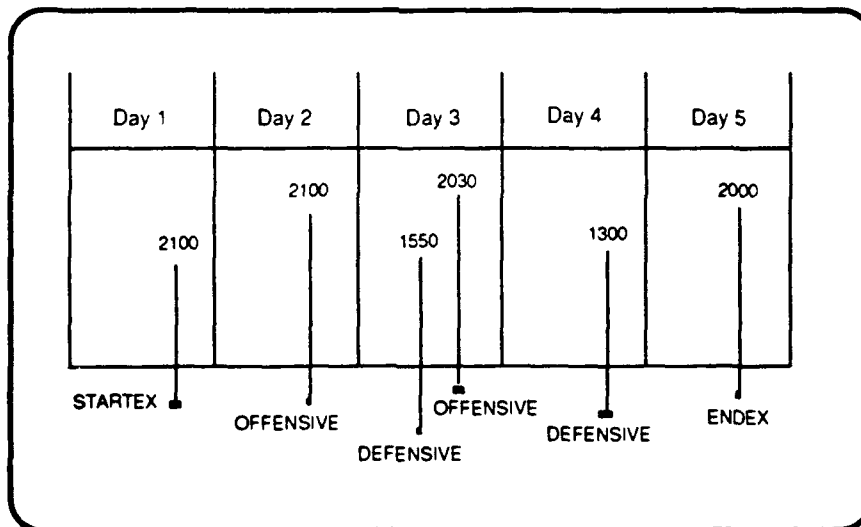 Day 1 Day 2 Day 3 Day 4 Day 5
2030
2100 2000
2100 1550 1300
STARTEX OFFENSIVE OFFENSIVE DEFENSIVE ENDEX
DEFENSIVE